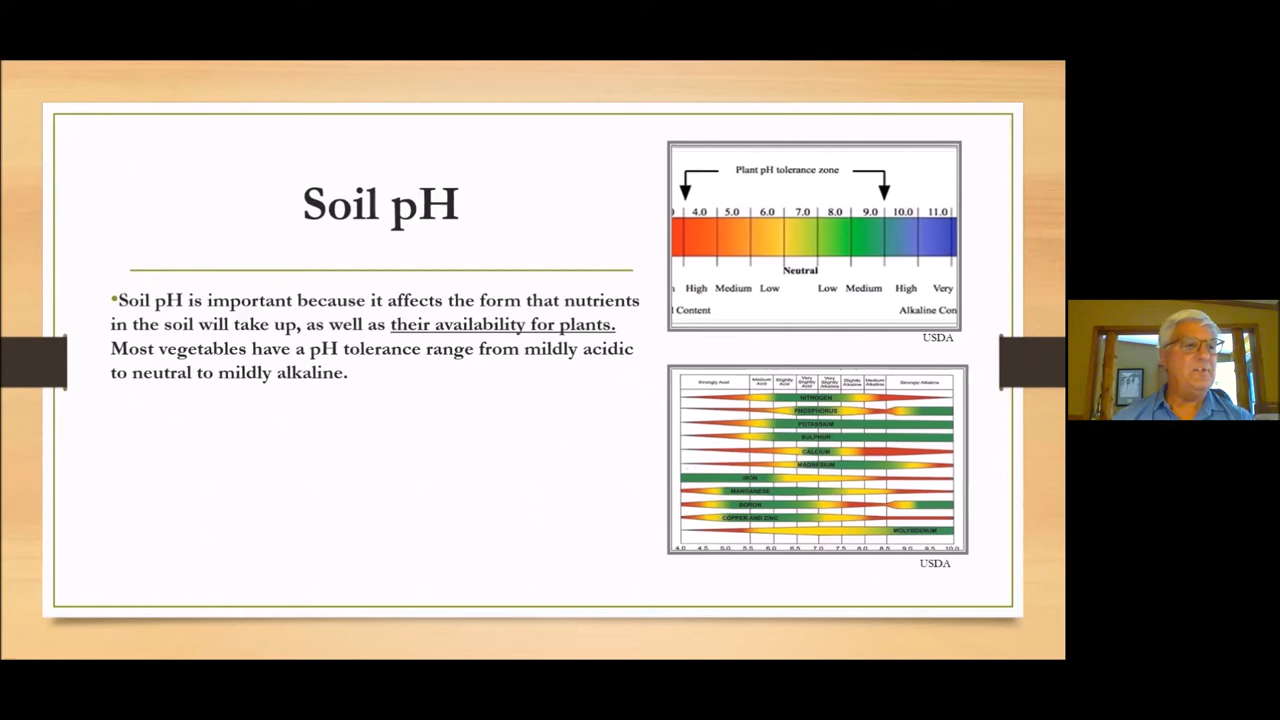 Soil pH
•Soil pH is important because it affects the form that nutrients
in the soil will take up, as well as their availability for plants.
Most vegetables have a pH tolerance range from mildly acidic
to neutral to mildly alkaline.
Plant pH tolerance zone
4.0 5.0 6.0 7.0 8.0 9.0 10.0 11.0
Neutral
High Medium Low Low Medium High Very
Content Alkaline Con
USDA
Strongly Acid Medium Acid Slightly Acid Very Slightly Acid Very Slightly Alkaline Slightly Alkaline Medium Alkaline Strongly Alkaline
NITROGEN
PHOSPHORUS
POTASSIUM
SULPHUR
CALCIUM
MAGNESIUM
IRON
MANGANESE
BORON
COPPER AND ZINC
MOLYBDENUM
4.0 4.5 5.0 5.5 6.0 6.5 7.0 7.5 8.0 8.5 9.0 9.5 10.0
USDA